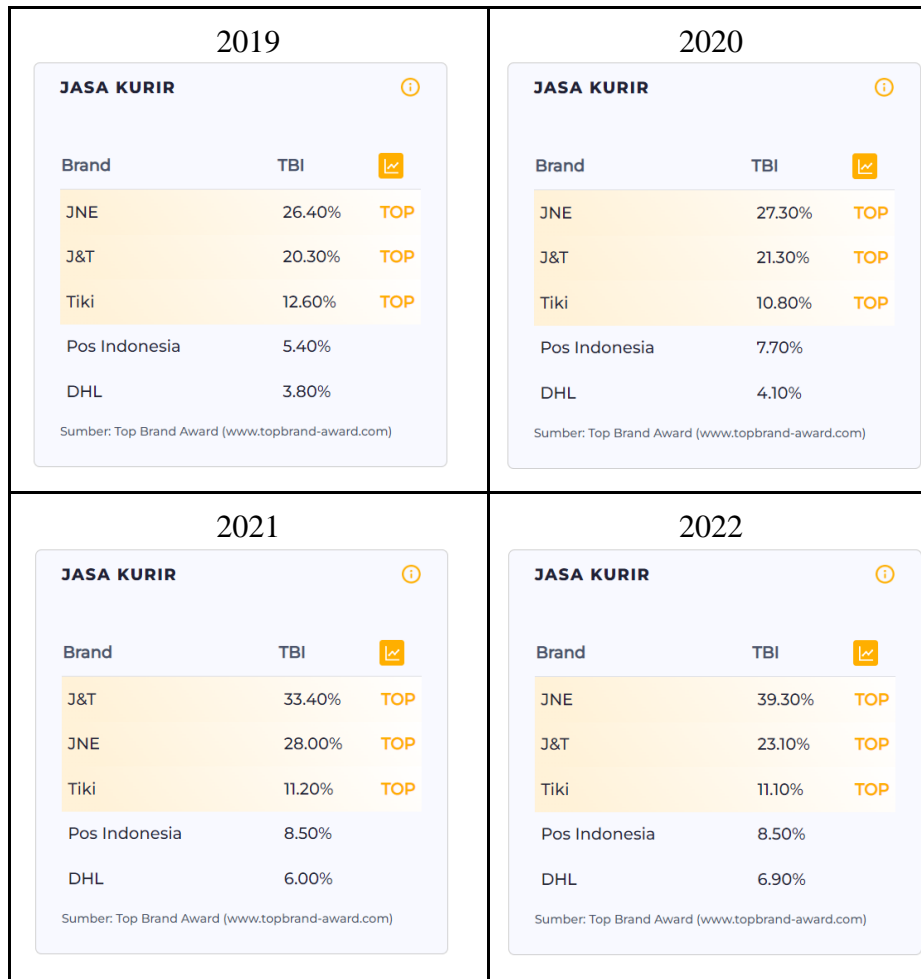 2019
JASA KURIR
Brand TBI
JNE 26.40% TOP
J&T 20.30% TOP
Tiki 12.60% TOP
Pos Indonesia 5.40%
DHL 3.80%
Sumber: Top Brand Award (www.topbrand-award.com)
2020
JASA KURIR
Brand TBI
JNE 27.30% TOP
J&T 21.30% TOP
Tiki 10.80% TOP
Pos Indonesia 7.70%
DHL 4.10%
Sumber: Top Brand Award (www.topbrand-award.com)
2021
JASA KURIR
Brand TBI
J&T 33.40% TOP
JNE 28.00% TOP
Tiki 11.20% TOP
Pos Indonesia 8.50%
DHL 6.00%
Sumber: Top Brand Award (www.topbrand-award.com)
2022
JASA KURIR
Brand TBI
JNE 39.30% TOP
J&T 23.10% TOP
Tiki 11.10% TOP
Pos Indonesia 8.50%
DHL 6.90%
Sumber: Top Brand Award (www.topbrand-award.com)